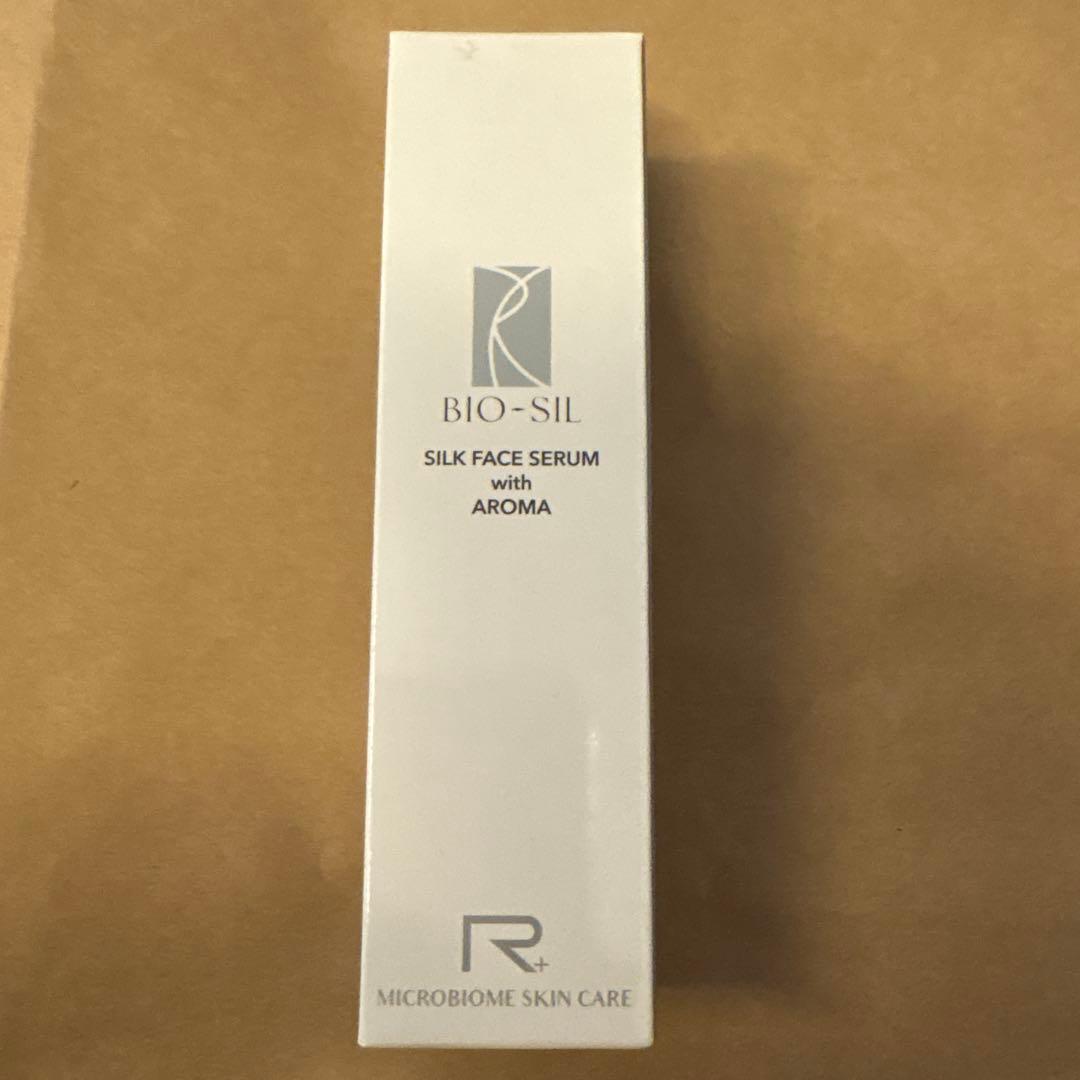 BIO-SIL
SILK FACE SERUM
with
AROMA
R+
MICROBIOME SKIN CARE